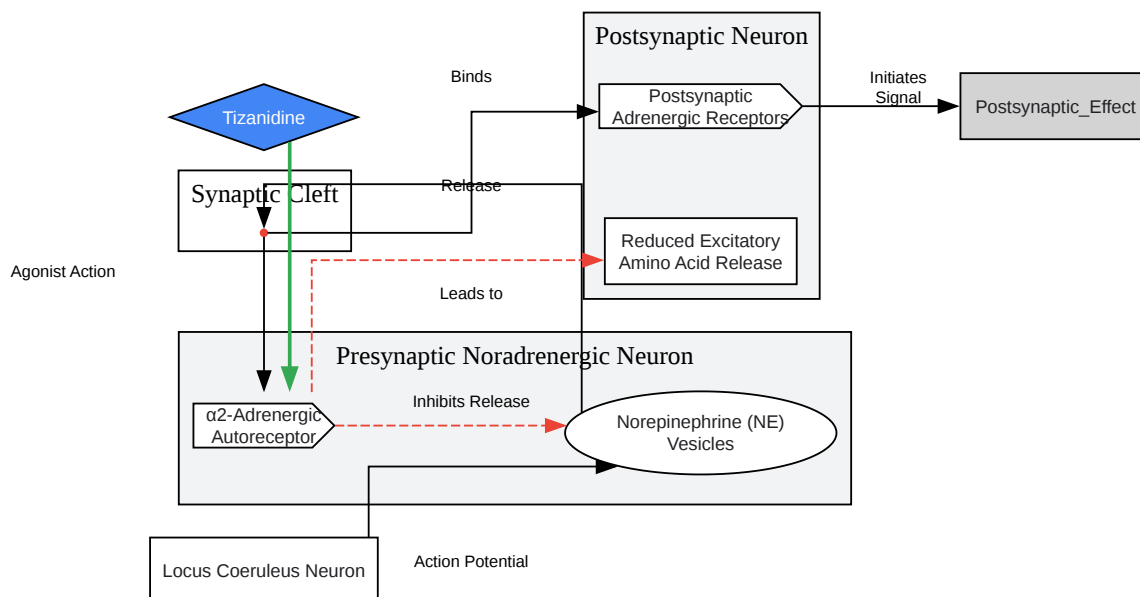 Postsynaptic Neuron
Binds
Initiates
Signal
Postsynaptic
Adrenergic Receptors
Postsynaptic_Effect
Tizanidine
Synaptic Cleft
Release
Reduced Excitatory
Amino Acid Release
Agonist Action
Leads to
Presynaptic Noradrenergic Neuron
Inhibits Release
α2-Adrenergic
Autoreceptor
Norepinephrine (NE)
Vesicles
Locus Coeruleus Neuron
Action Potential